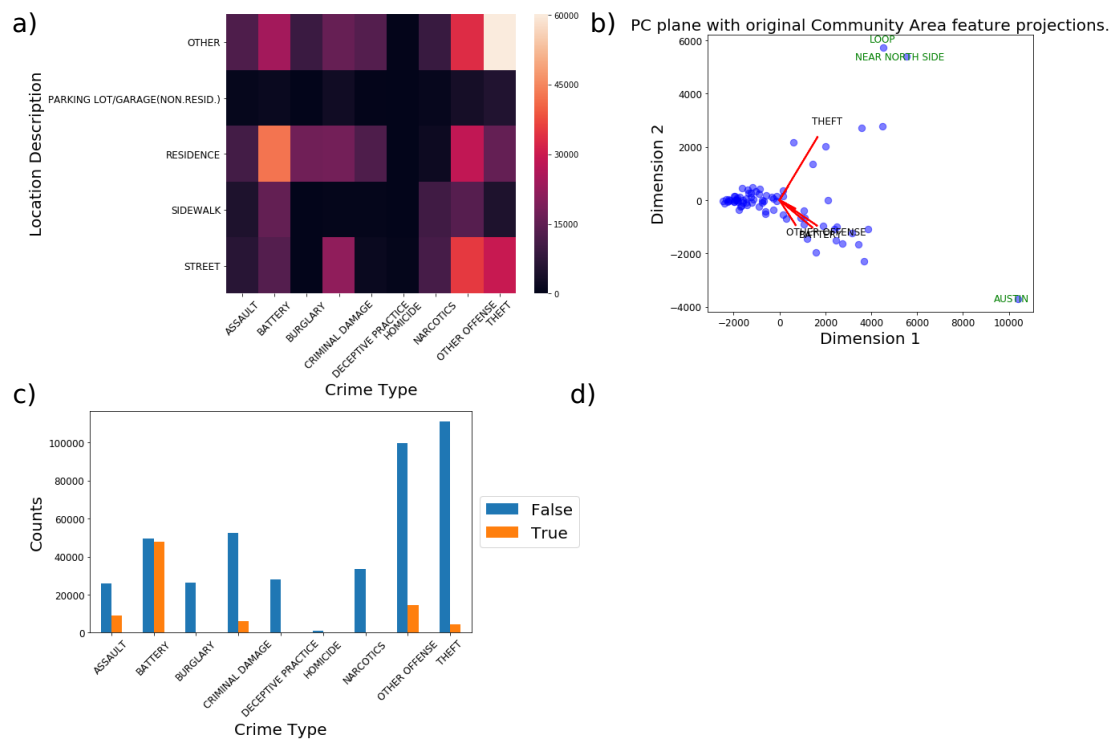 a)
Location Description
OTHER
PARKING LOT/GARAGE(NON.RESID.)
RESIDENCE
SIDEWALK
STREET
60000
45000
30000
15000
0
ASSAULT
BATTERY
BURGLARY
CRIMINAL DAMAGE
DECEPTIVE PRACTICE
HOMICIDE
NARCOTICS
OTHER OFFENSE
THEFT
Crime Type
b)
PC plane with original Community Area feature projections.
Dimension 2
6000
4000
2000
0
−2000
−4000
LOOP
NEAR NORTH SIDE
THEFT
OTHER OFFENSE
BATTERY
AUSTIN
−2000
0
2000
4000
6000
8000
10000
Dimension 1
c)
Counts
100000
80000
60000
40000
20000
0
False
True
ASSAULT
BATTERY
BURGLARY
CRIMINAL DAMAGE
DECEPTIVE PRACTICE
HOMICIDE
NARCOTICS
OTHER OFFENSE
THEFT
Crime Type
d)